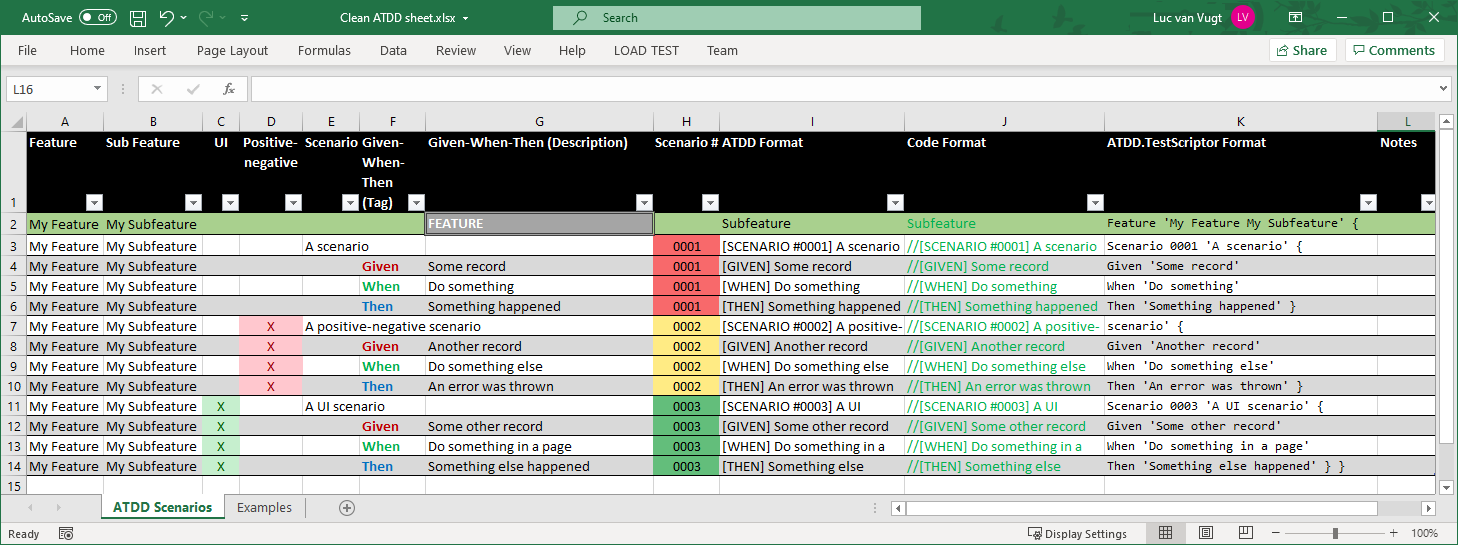 AutoSave Off Clean ATDD sheet.xlsx Search Luc van Vugt LV
File Home Insert Page Layout Formulas Data Review View Help LOAD TEST Team Share Comments
L16 fx
A B C D E F G H I J K L
Feature Sub Feature UI Positive- Scenario Given- Given-When-Then (Description) Scenario # ATDD Format Code Format ATDD.TestScriptor Format Notes
negative When-
Then
1 (Tag)
2 My Feature My Subfeature FEATURE Subfeature Subfeature Feature 'My Feature My Subfeature' {
3 My Feature My Subfeature A scenario 0001 [SCENARIO #0001] A scenario //[SCENARIO #0001] A scenario Scenario 0001 'A scenario' {
4 My Feature My Subfeature Given Some record 0001 [GIVEN] Some record //[GIVEN] Some record Given 'Some record'
5 My Feature My Subfeature When Do something 0001 [WHEN] Do something //[WHEN] Do something When 'Do something'
6 My Feature My Subfeature Then Something happened 0001 [THEN] Something happened //[THEN] Something happened Then 'Something happened' }
7 My Feature My Subfeature X A positive-negative scenario 0002 [SCENARIO #0002] A positive- //[SCENARIO #0002] A positive- scenario' {
8 My Feature My Subfeature X Given Another record 0002 [GIVEN] Another record //[GIVEN] Another record Given 'Another record'
9 My Feature My Subfeature X When Do something else 0002 [WHEN] Do something else //[WHEN] Do something else When 'Do something else'
10 My Feature My Subfeature X Then An error was thrown 0002 [THEN] An error was thrown //[THEN] An error was thrown Then 'An error was thrown' }
11 My Feature My Subfeature X A UI scenario 0003 [SCENARIO #0003] A UI //[SCENARIO #0003] A UI Scenario 0003 'A UI scenario' {
12 My Feature My Subfeature X Given Some other record 0003 [GIVEN] Some other record //[GIVEN] Some other record Given 'Some other record'
13 My Feature My Subfeature X When Do something in a page 0003 [WHEN] Do something in a //[WHEN] Do something in a When 'Do something in a page'
14 My Feature My Subfeature X Then Something else happened 0003 [THEN] Something else //[THEN] Something else Then 'Something else happened' } }
15
ATDD Scenarios Examples
Ready Display Settings 100%